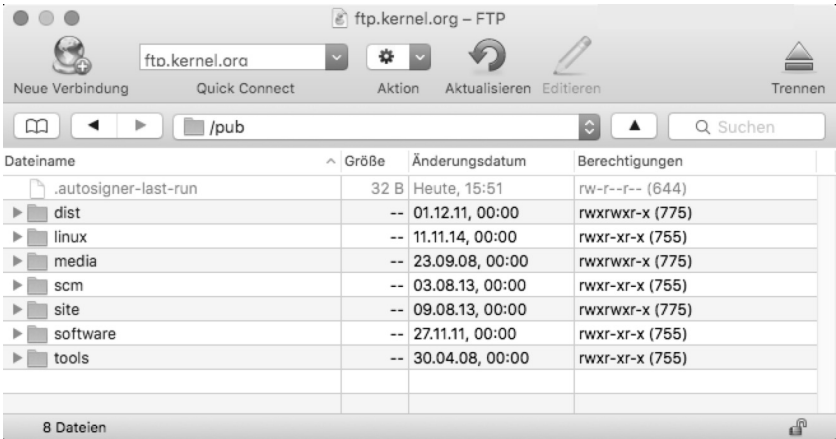 ftp.kernel.org – FTP
ftp.kernel.org
Neue Verbindung Quick Connect Aktion Aktualisieren Editieren Trennen
/pub Suchen
Dateiname Größe Änderungsdatum Berechtigungen
.autosigner-last-run 32 B Heute, 15:51 rw-r--r-- (644)
dist -- 01.12.11, 00:00 rwxrwxr-x (775)
linux -- 11.11.14, 00:00 rwxr-xr-x (755)
media -- 23.09.08, 00:00 rwxrwxr-x (775)
scm -- 03.08.13, 00:00 rwxr-xr-x (755)
site -- 09.08.13, 00:00 rwxrwxr-x (775)
software -- 27.11.11, 00:00 rwxr-xr-x (755)
tools -- 30.04.08, 00:00 rwxr-xr-x (755)
8 Dateien